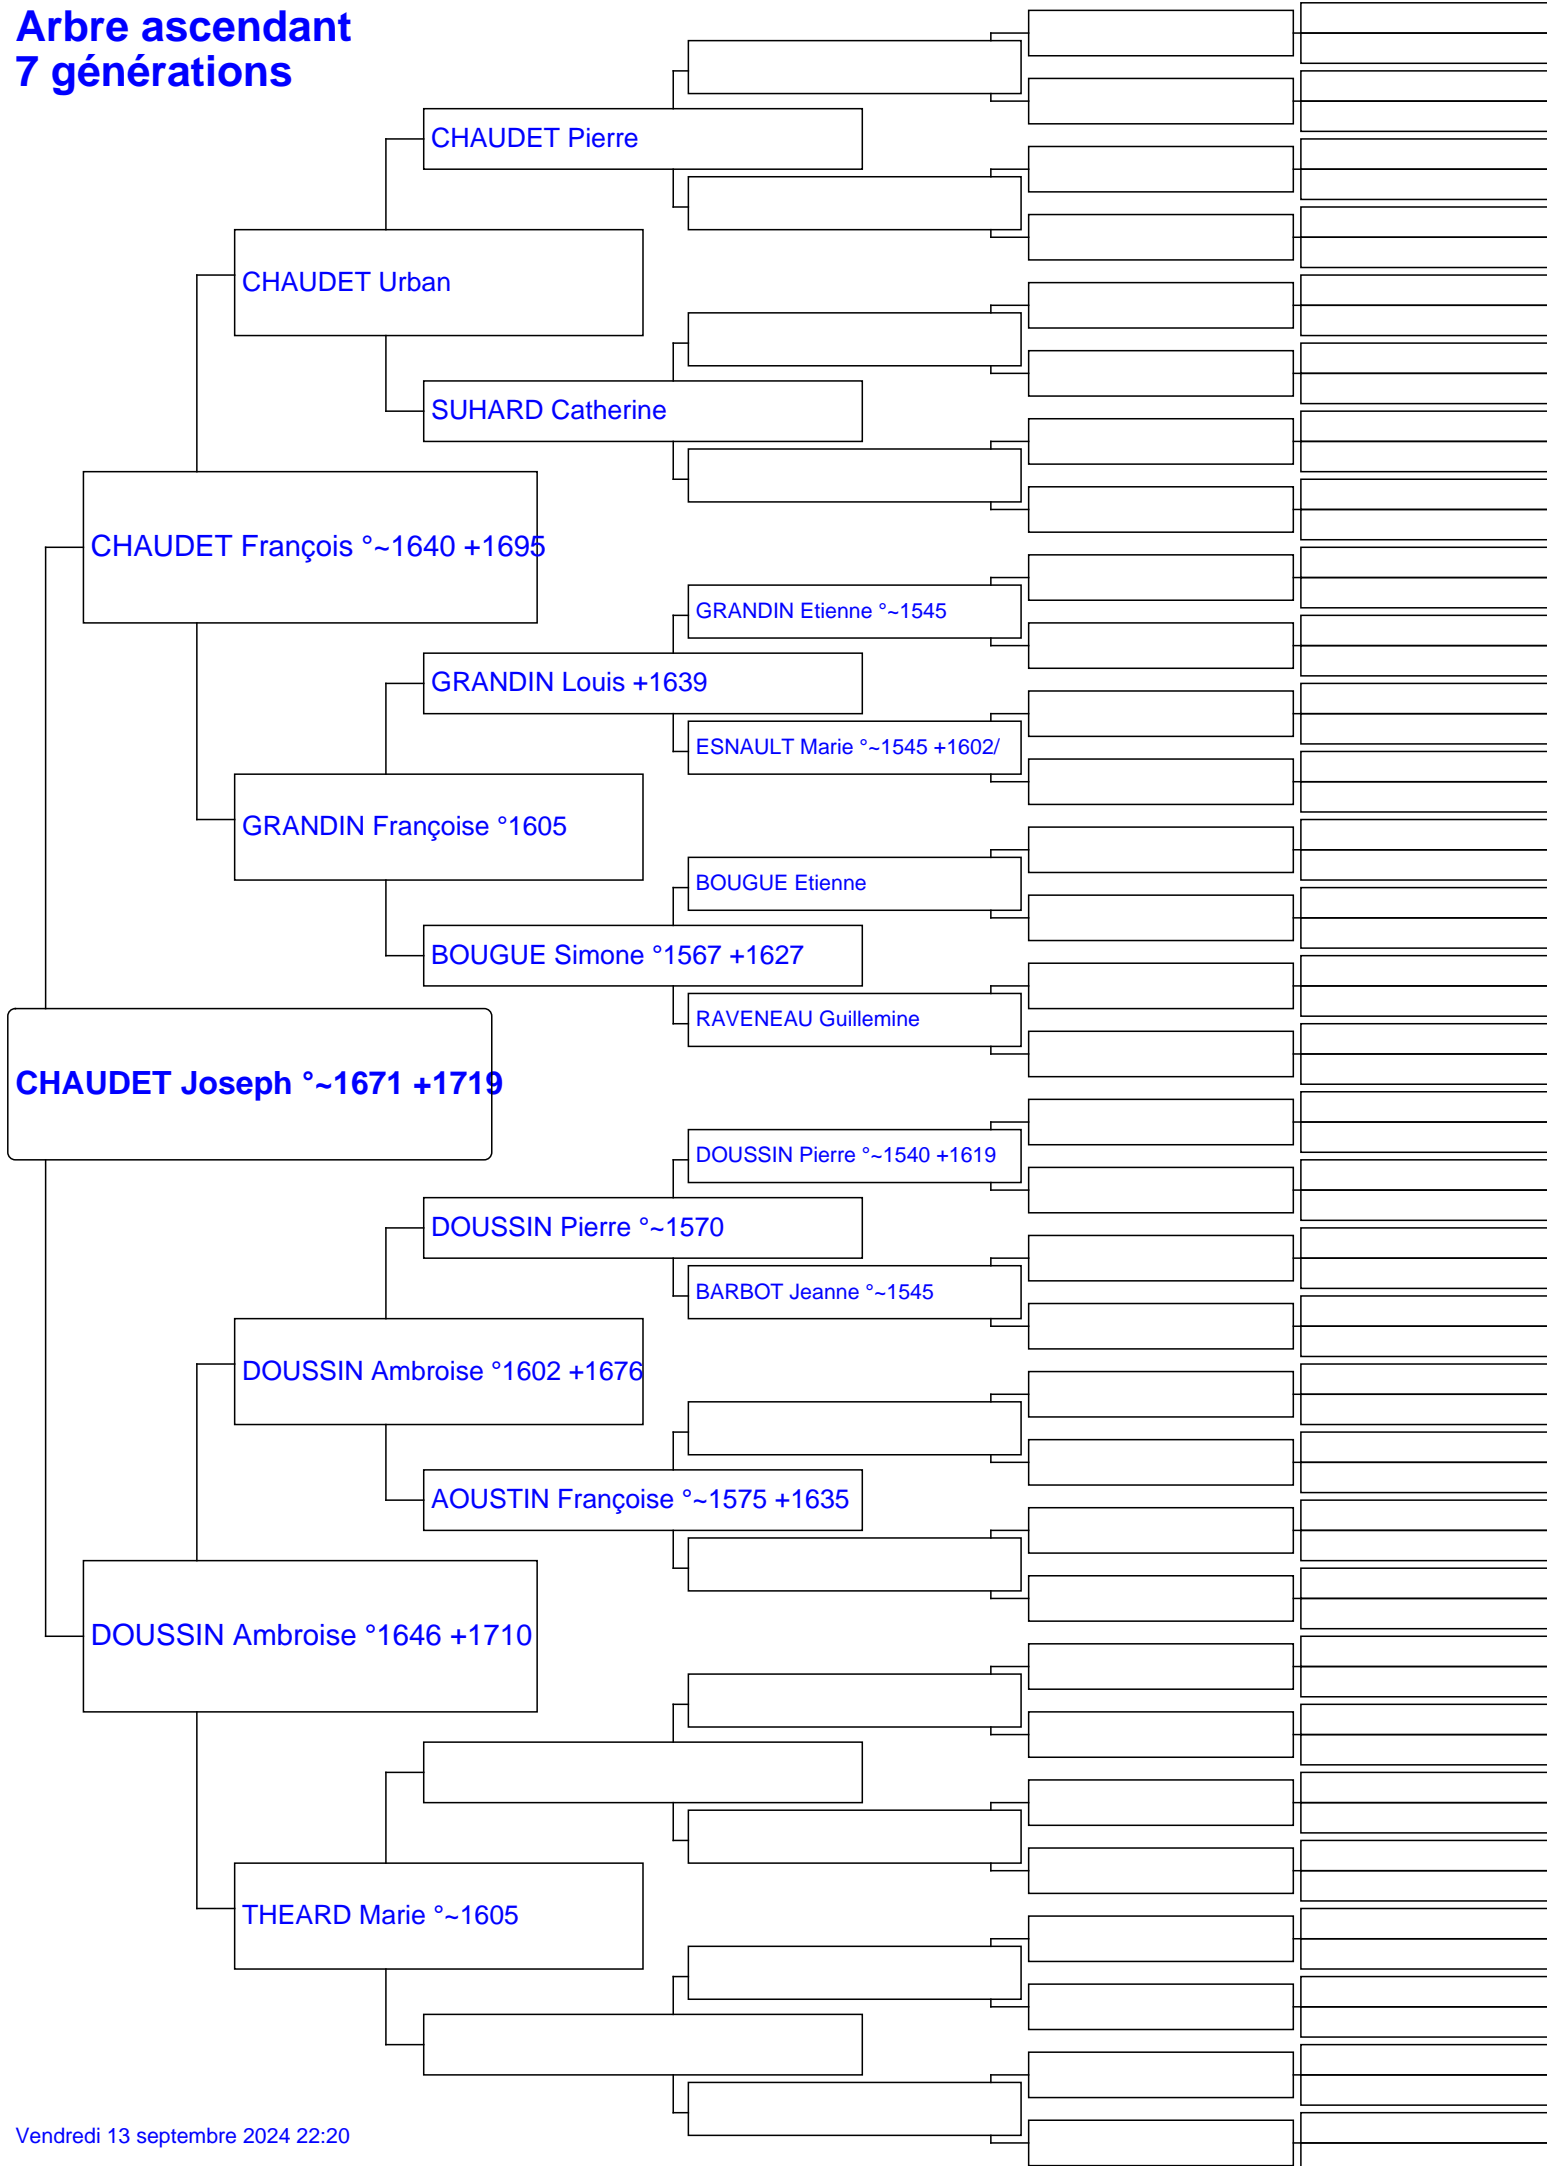 Arbre ascendant
7 générations
CHAUDET Pierre
CHAUDET Urban
SUHARD Catherine
CHAUDET François °~1640 +1695
GRANDIN Etienne °~1545
GRANDIN Louis +1639
ESNAULT Marie °~1545 +1602/
GRANDIN Françoise °1605
BOUGUE Etienne
BOUGUE Simone °1567 +1627
RAVENEAU Guillemine
CHAUDET Joseph °~1671 +1719
DOUSSIN Pierre °~1540 +1619
DOUSSIN Pierre °~1570
BARBOT Jeanne °~1545
DOUSSIN Ambroise °1602 +1676
AOUSTIN Françoise °~1575 +1635
DOUSSIN Ambroise °1646 +1710
THEARD Marie °~1605
Vendredi 13 septembre 2024 22:20